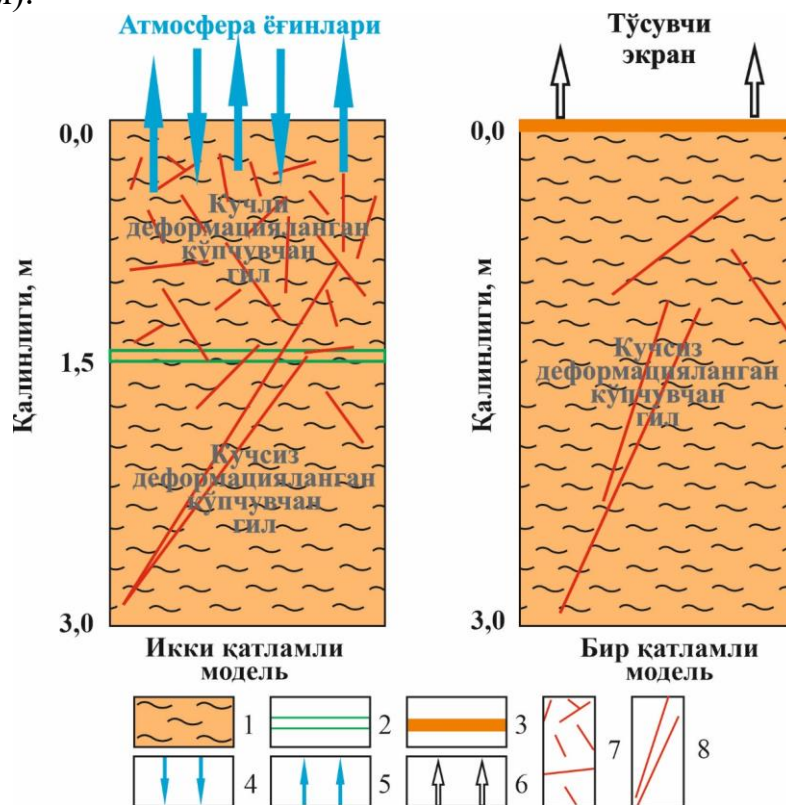 Атмосфера ёғинлари
Тўсувчи
экран
0,0
Кучли
деформацияланган
кўпчувчан
гил
Қалинлиги, м
1,5
Кучсиз
деформацияланган
кўпчувчан
гил
3,0
Икки қатламли
модель
0,0
Қалинлиги, м
Кучсиз
деформацияланган
кўпчувчан
гил
3,0
Бир қатламли
модель
1
2
3
4
5
6
7
8